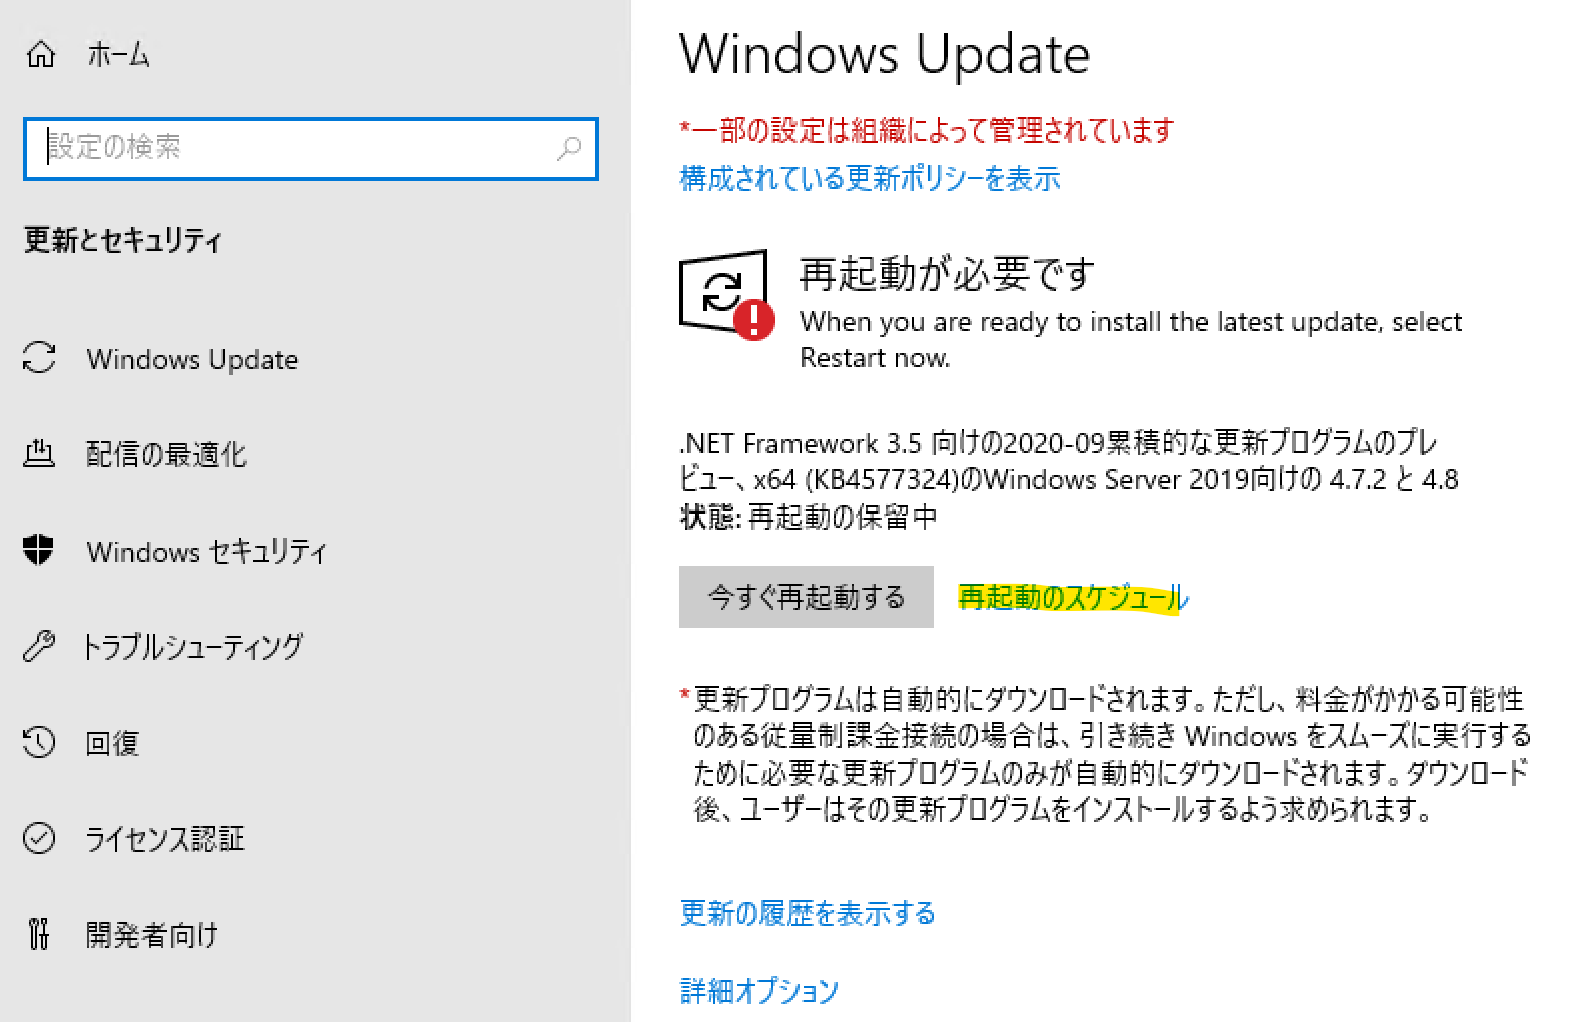 ホーム
設定の検索
更新とセキュリティ
Windows Update
配信の最適化
Windows セキュリティ
トラブルシューティング
回復
ライセンス認証
開発者向け
Windows Update
*一部の設定は組織によって管理されています
構成されている更新ポリシーを表示
再起動が必要です
When you are ready to install the latest update, select
Restart now.
.NET Framework 3.5 向けの2020-09累積的な更新プログラムのプレ
ビュー、x64 (KB4577324)のWindows Server 2019向けの 4.7.2 と 4.8
状態: 再起動の保留中
今すぐ再起動する 再起動のスケジュール
*更新プログラムは自動的にダウンロードされます。ただし、料金がかかる可能性
のある従量制課金接続の場合は、引き続き Windows をスムーズに実行する
ために必要な更新プログラムのみが自動的にダウンロードされます。ダウンロード
後、ユーザーはその更新プログラムをインストールするよう求められます。
更新の履歴を表示する
詳細オプション